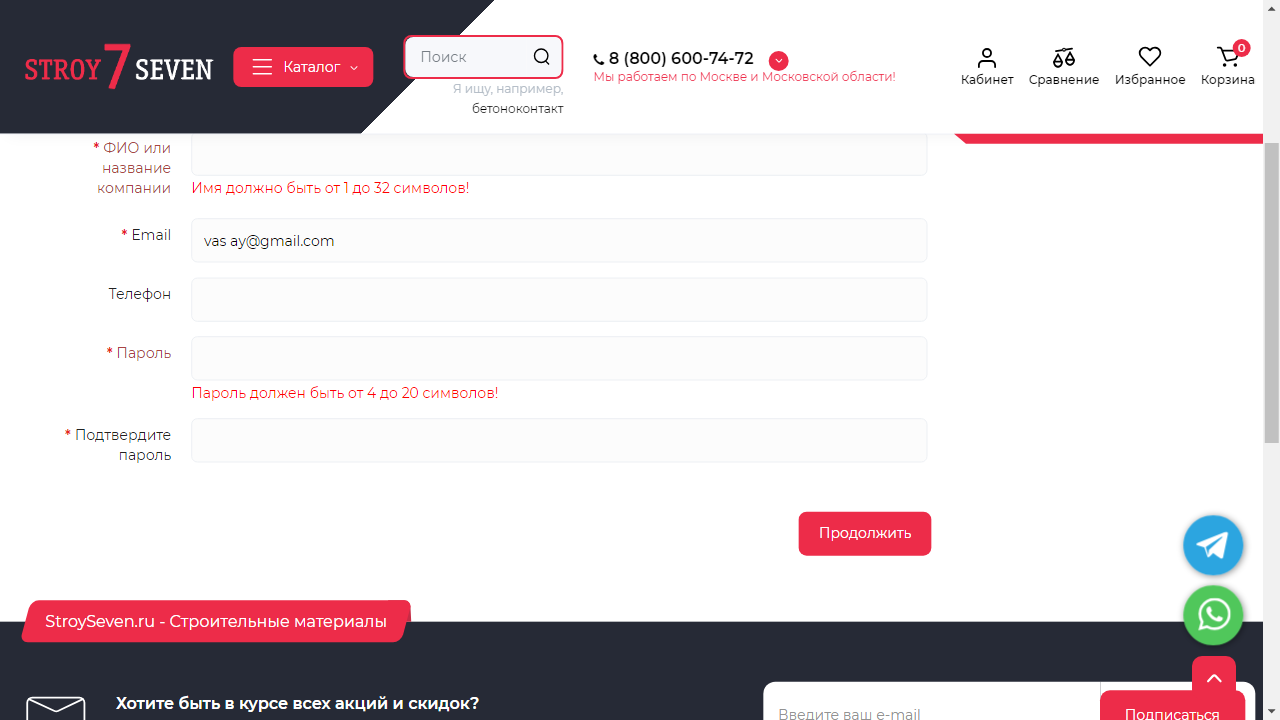 STROY 7 SEVEN
Каталог
Поиск
Я ищу, например,
бетоноконтакт
8 (800) 600-74-72
Мы работаем по Москве и Московской области!
Кабинет
Сравнение
Избранное
0
Корзина
* ФИО или
название
компании
Имя должно быть от 1 до 32 символов!
* Email
vas ay@gmail.com
Телефон
* Пароль
Пароль должен быть от 4 до 20 символов!
* Подтвердите
пароль
Продолжить
StroySeven.ru - Строительные материалы
Хотите быть в курсе всех акций и скидок?
Введите ваш e-mail
Подписаться